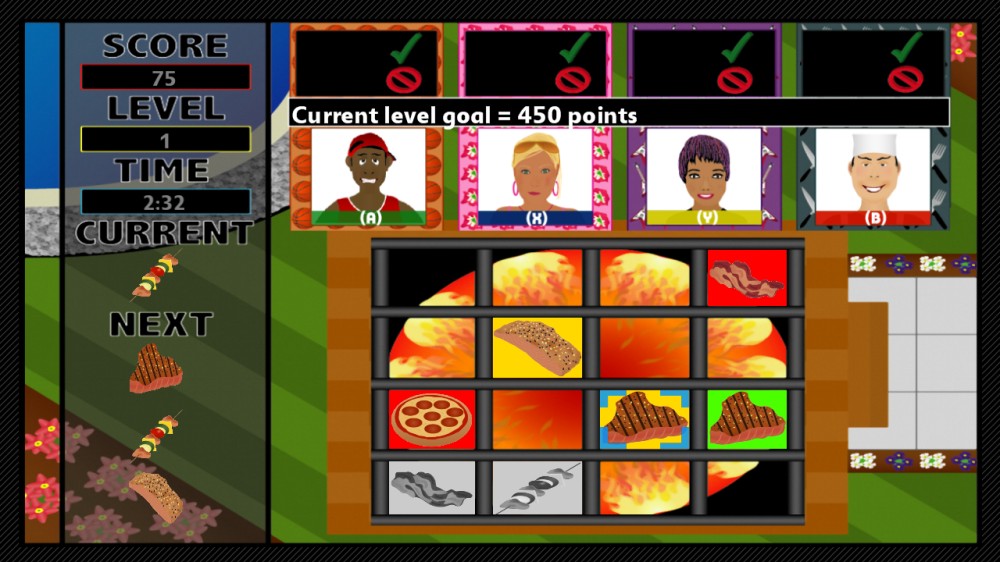 SCORE
75
LEVEL
1
TIME
2:32
CURRENT
NEXT
Current level goal = 450 points
(A)
(X)
(Y)
(B)